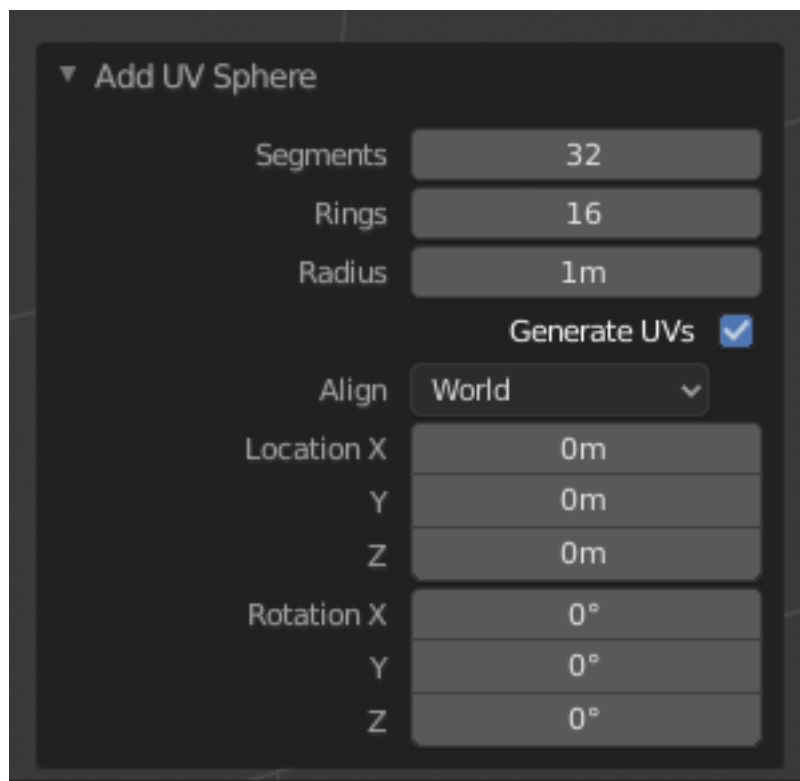 Add UV Sphere
Segments 32
Rings 16
Radius 1m
Generate UVs
Align World
Location X 0m
Y 0m
Z 0m
Rotation X 0°
Y 0°
Z 0°